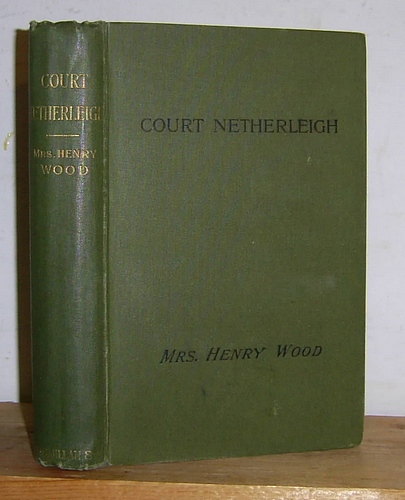 COURT
NETHERLEIGH
MRS. HENRY
WOOD
COURT NETHERLEIGH
MRS. HENRY WOOD